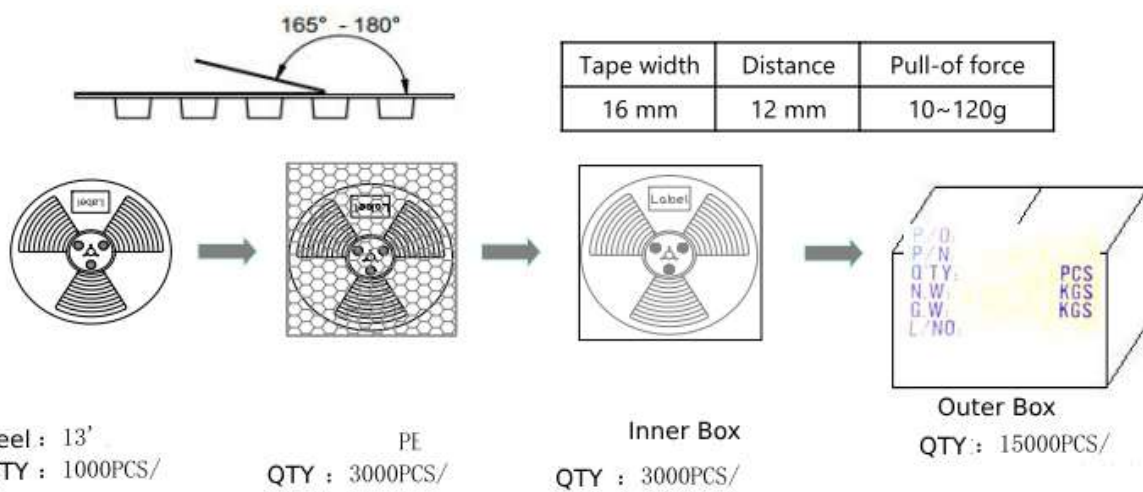 165° - 180°
Tape width Distance Pull-of force
16 mm 12 mm 10~120g
Label
Label
Label
P/O:
P/N
Q'TY: PCS
N.W: KGS
G.W: KGS
L/NO:
eel : 13'
TY : 1000PCS/
PE
QTY : 3000PCS/
Inner Box
QTY : 3000PCS/
Outer Box
QTY : 15000PCS/